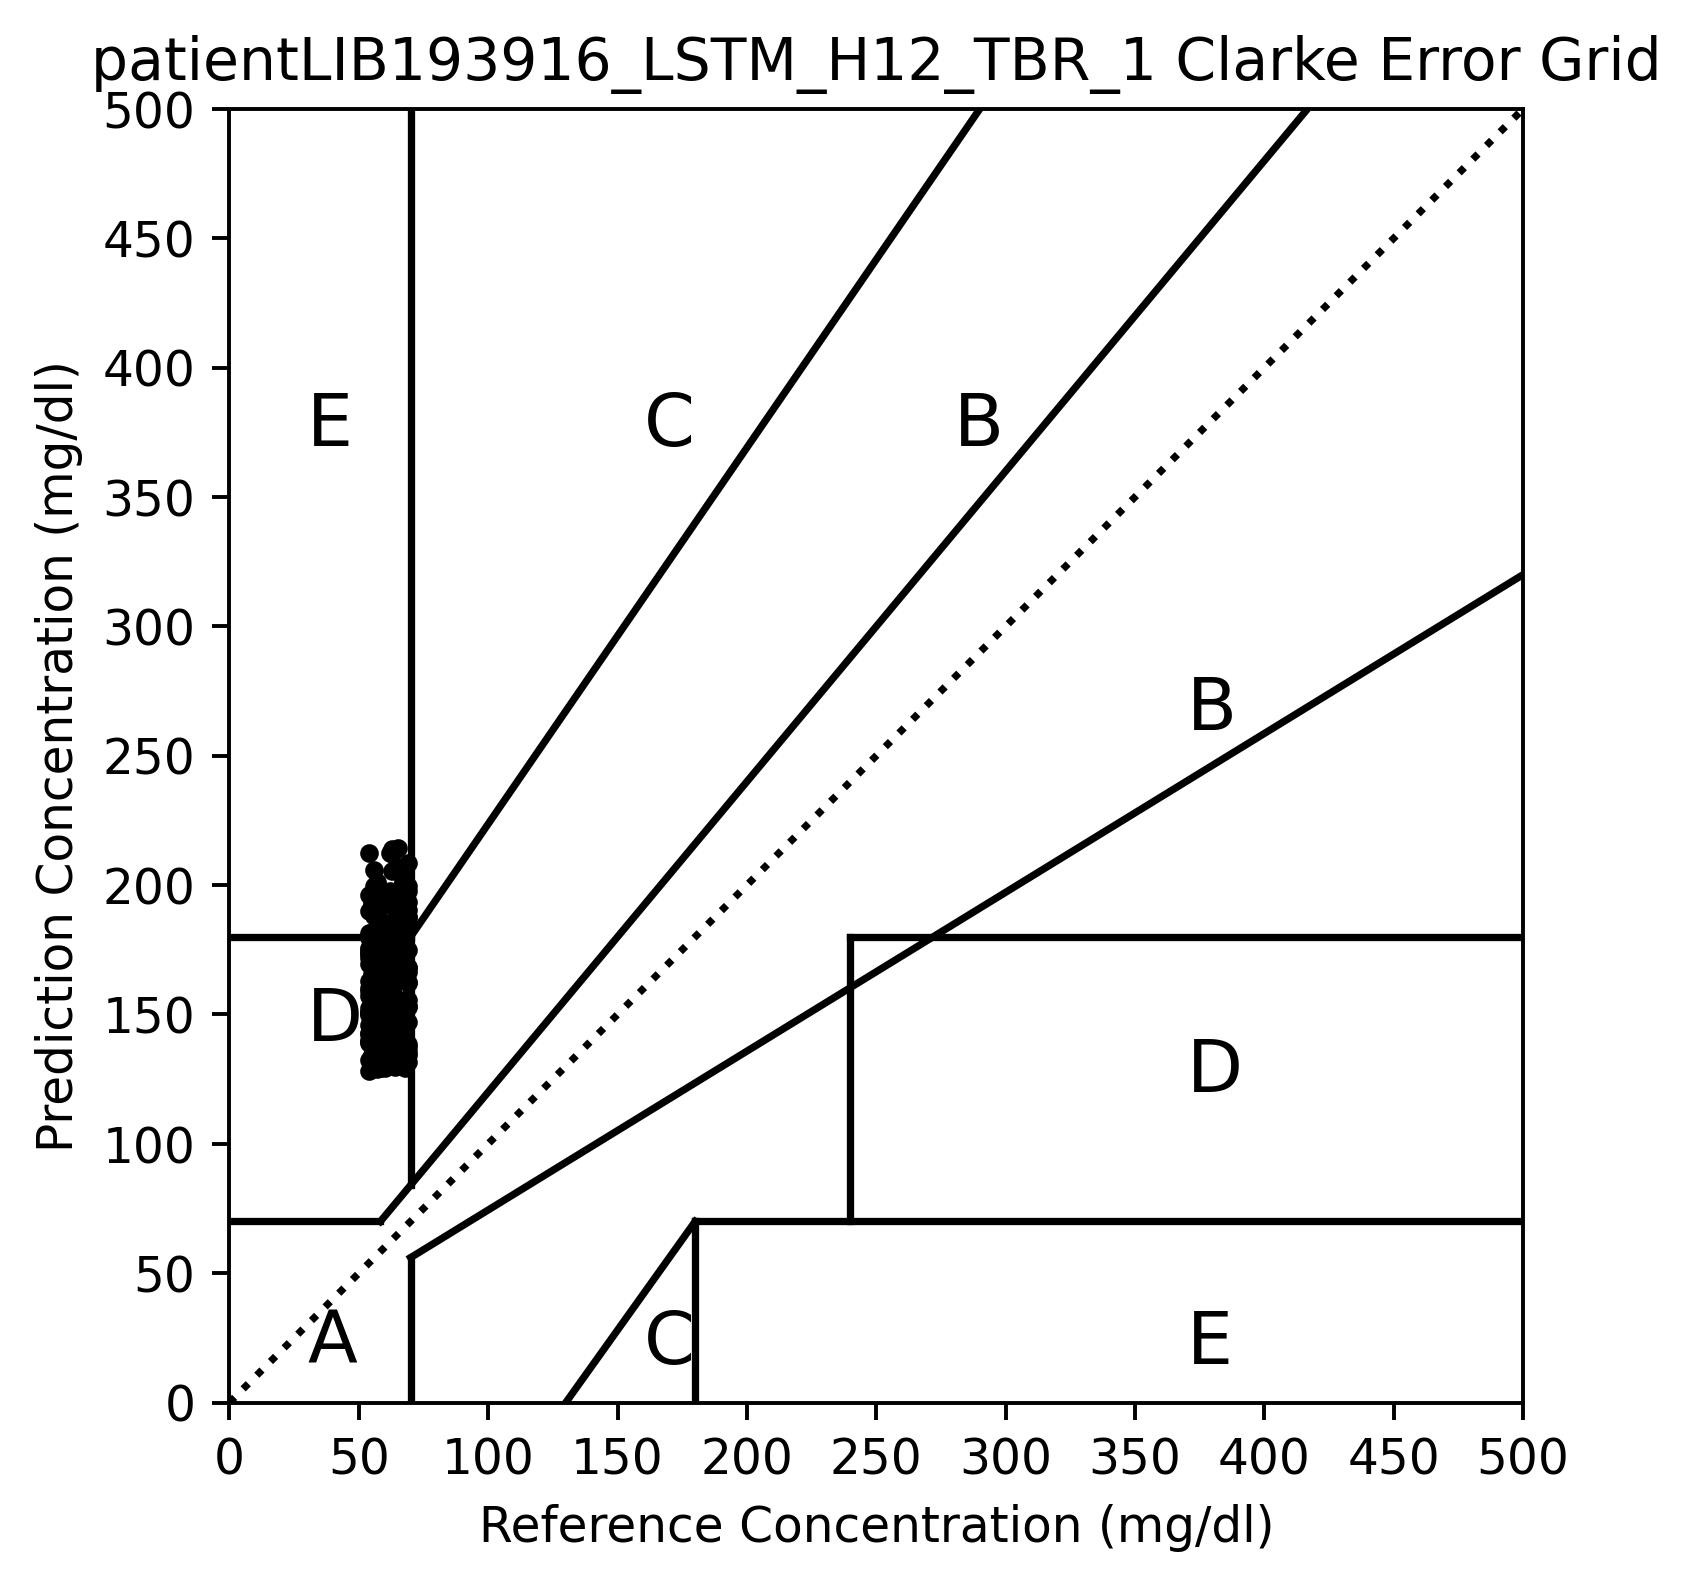 patientLIB193916_LSTM_H12_TBR_1 Clarke Error Grid
500
450
400
350
300
250
200
150
100
50
0
Prediction Concentration (mg/dl)
E
C
B
B
D
D
A
C
E
0 50 100 150 200 250 300 350 400 450 500
Reference Concentration (mg/dl)